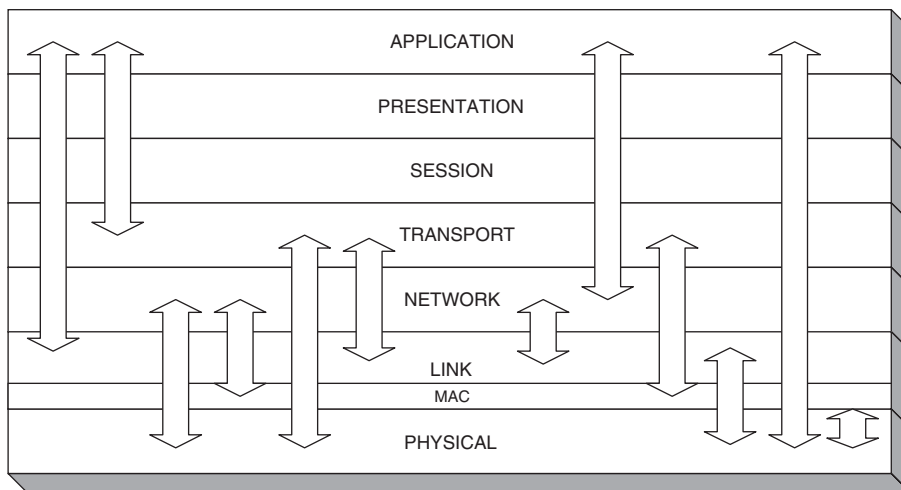 APPLICATION
PRESENTATION
SESSION
TRANSPORT
NETWORK
LINK
MAC
PHYSICAL